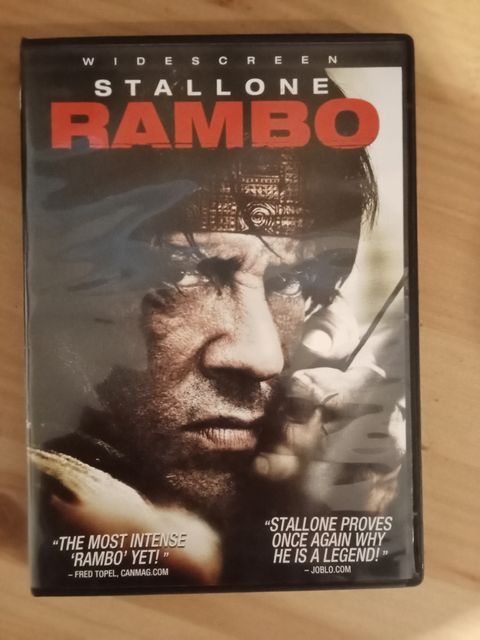 WIDESCREEN
STALLONE
RAMBO
"THE MOST INTENSE
'RAMBO' YET!"
– FRED TOPEL, CANMAG.COM
"STALLONE PROVES
ONCE AGAIN WHY
HE IS A LEGEND!"
– JOBLO.COM